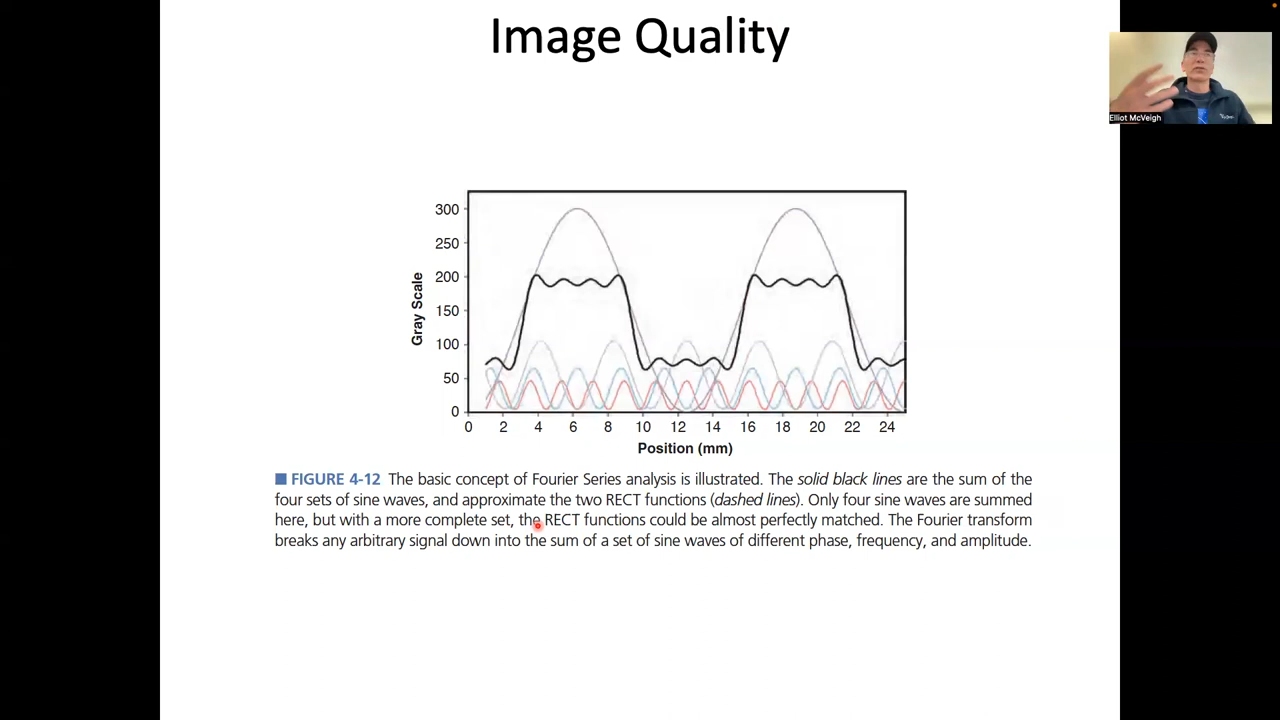 Image Quality
Elliot McVeigh
300
250
200
150
100
50
0
Gray Scale
0 2 4 6 8 10 12 14 16 18 20 22 24
Position (mm)
■ FIGURE 4-12 The basic concept of Fourier Series analysis is illustrated. The solid black lines are the sum of the
four sets of sine waves, and approximate the two RECT functions (dashed lines). Only four sine waves are summed
here, but with a more complete set, the RECT functions could be almost perfectly matched. The Fourier transform
breaks any arbitrary signal down into the sum of a set of sine waves of different phase, frequency, and amplitude.